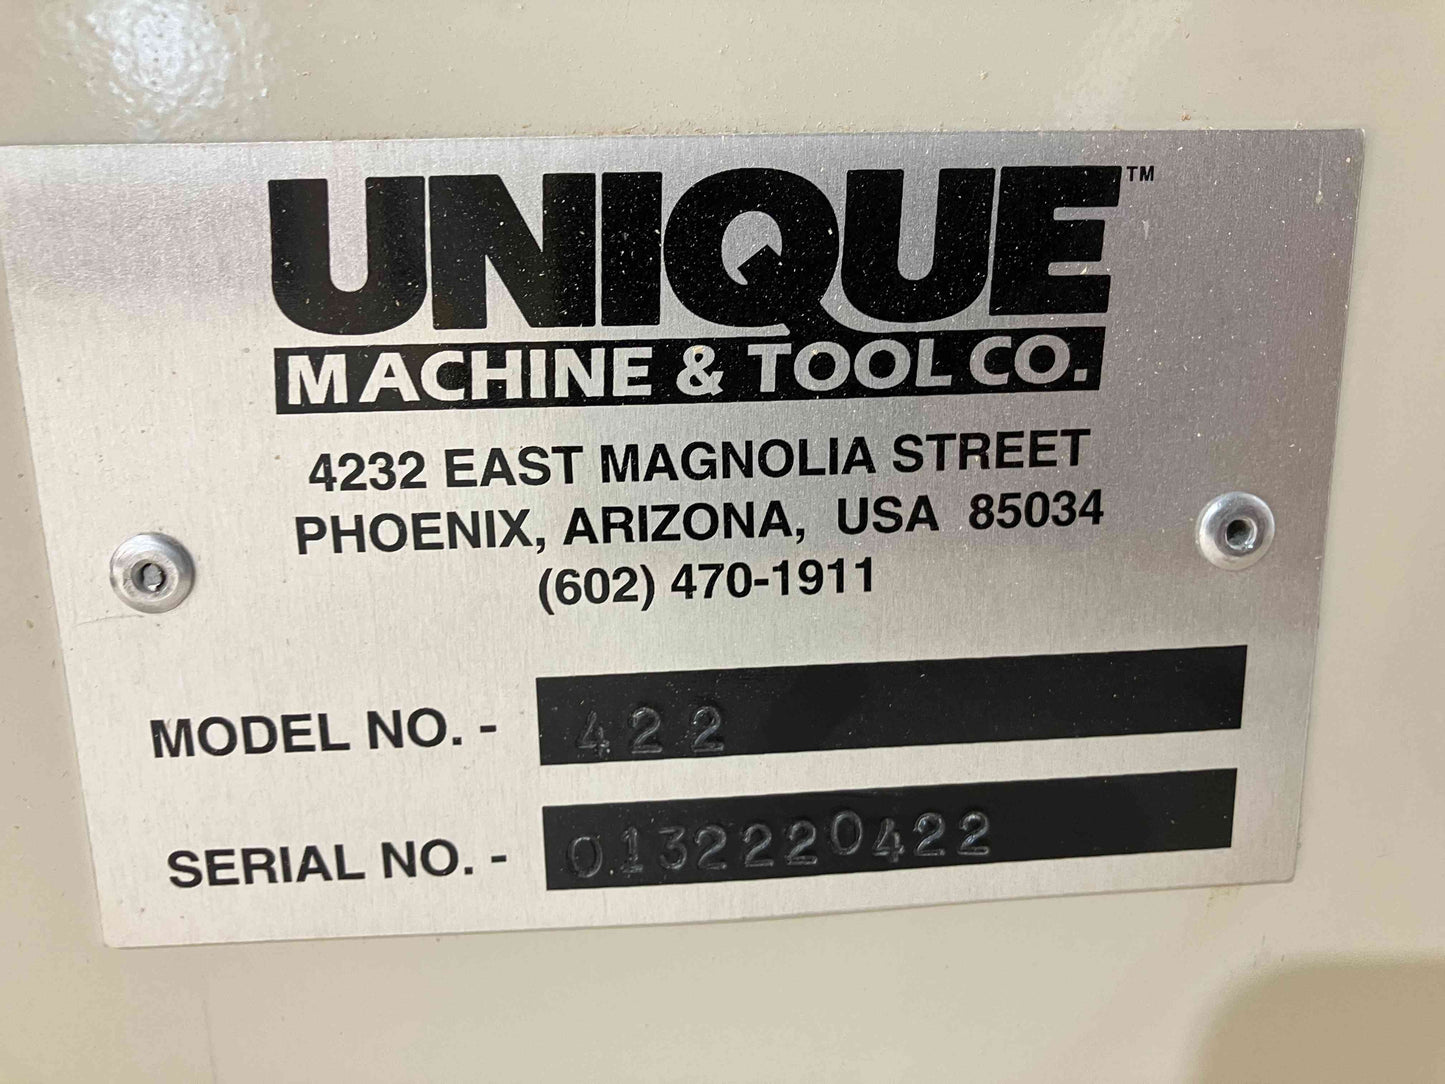 UNIQUE™
MACHINE & TOOL CO.
4232 EAST MAGNOLIA STREET
PHOENIX, ARIZONA, USA 85034
(602) 470-1911
MODEL NO. - 422
SERIAL NO. - 0132220422